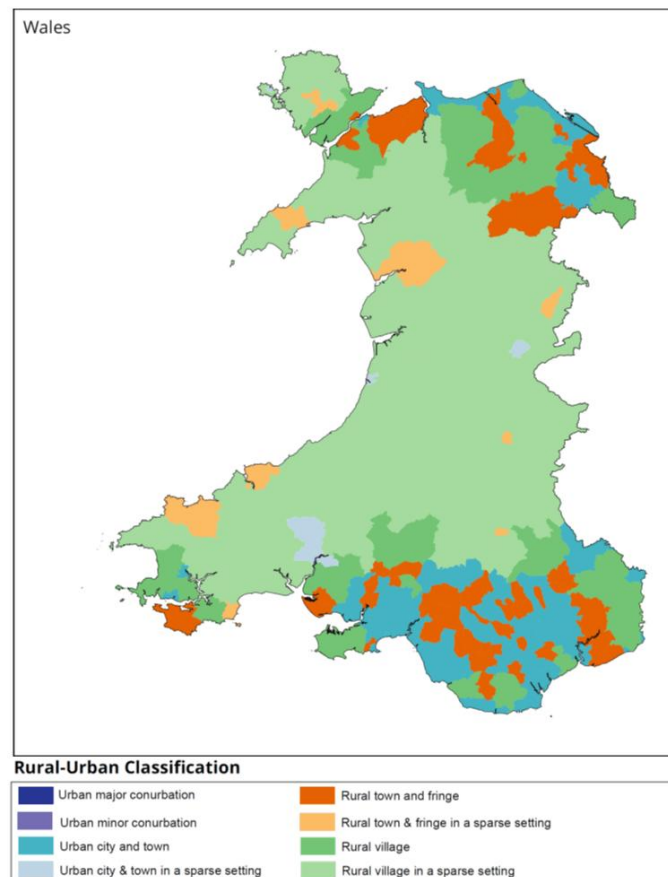 Wales
Rural-Urban Classification
Urban major conurbation
Rural town and fringe
Urban minor conurbation
Rural town & fringe in a sparse setting
Urban city and town
Rural village
Urban city & town in a sparse setting
Rural village in a sparse setting